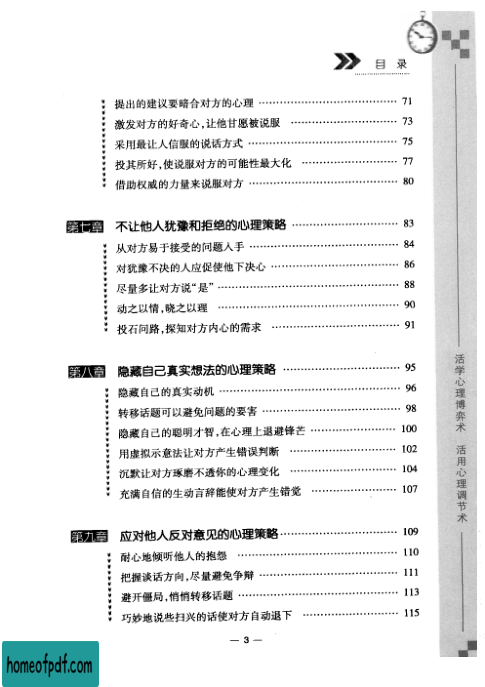 目 录
提出的建议要暗合对方的心理 ………………………………… 71
激发对方的好奇心,让他甘愿被说服 ………………………… 73
采用最让人信服的说话方式 ………………………………… 75
投其所好,使说服对方的可能性最大化 ……………………… 77
借助权威的力量来说服对方 ………………………………… 80
第七章 不让他人犹豫和拒绝的心理策略 ………………………… 83
从对方易于接受的问题入手 ………………………………… 84
对犹豫不决的人应促使他下决心 …………………………… 86
尽量多让对方说“是” ……………………………………… 88
动之以情,晓之以理 ………………………………………… 90
投石问路,探知对方内心的需求 …………………………… 91
第八章 隐藏自己真实想法的心理策略 ………………………… 95
隐藏自己的真实动机 ………………………………………… 96
转移话题可以避免问题的要害 ……………………………… 98
隐藏自己的聪明才智,在心理上退避锋芒 ………………… 100
用虚拟示意法让对方产生错误判断 ………………………… 102
沉默让对方琢磨不透你的心理变化 ………………………… 104
充满自信的生动言辞能使对方产生错觉 …………………… 107
第九章 应对他人反对意见的心理策略 ………………………… 109
耐心地倾听他人的抱怨 ……………………………………… 110
把握谈话方向,尽量避免争辩 ……………………………… 111
避开僵局,悄悄转移话题 …………………………………… 113
巧妙地说些扫兴的话使对方自动退下 ……………………… 115
— 3 —
活学心理博弈术 活用心理调节术
homeofpdf.com